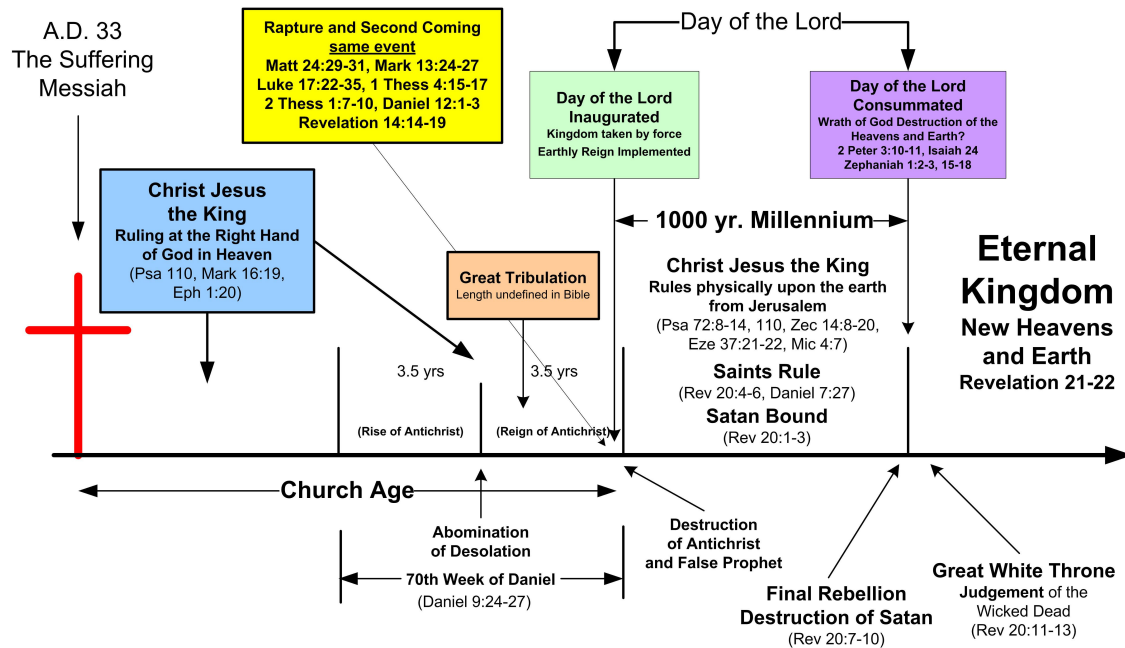 A.D. 33
The Suffering
Messiah
Rapture and Second Coming
same event
Matt 24:29-31, Mark 13:24-27
Luke 17:22-35, 1 Thess 4:15-17
2 Thess 1:7-10, Daniel 12:1-3
Revelation 14:14-19
Day of the Lord
Day of the Lord
Inaugurated
Kingdom taken by force
Earthly Reign Implemented
Day of the Lord
Consummated
Wrath of God Destruction of the
Heavens and Earth?
2 Peter 3:10-11, Isaiah 24
Zephaniah 1:2-3, 15-18
Christ Jesus
the King
Ruling at the Right Hand
of God in Heaven
(Psa 110, Mark 16:19,
Eph 1:20)
Great Tribulation
Length undefined in Bible
1000 yr. Millennium
Christ Jesus the King
Rules physically upon the earth
from Jerusalem
(Psa 72:8-14, 110, Zec 14:8-20,
Eze 37:21-22, Mic 4:7)
Saints Rule
(Rev 20:4-6, Daniel 7:27)
Satan Bound
(Rev 20:1-3)
Eternal
Kingdom
New Heavens
and Earth
Revelation 21-22
3.5 yrs
3.5 yrs
(Rise of Antichrist)
(Reign of Antichrist)
Church Age
Abomination
of Desolation
70th Week of Daniel
(Daniel 9:24-27)
Destruction
of Antichrist
and False Prophet
Final Rebellion
Destruction of Satan
(Rev 20:7-10)
Great White Throne
Judgement of the
Wicked Dead
(Rev 20:11-13)